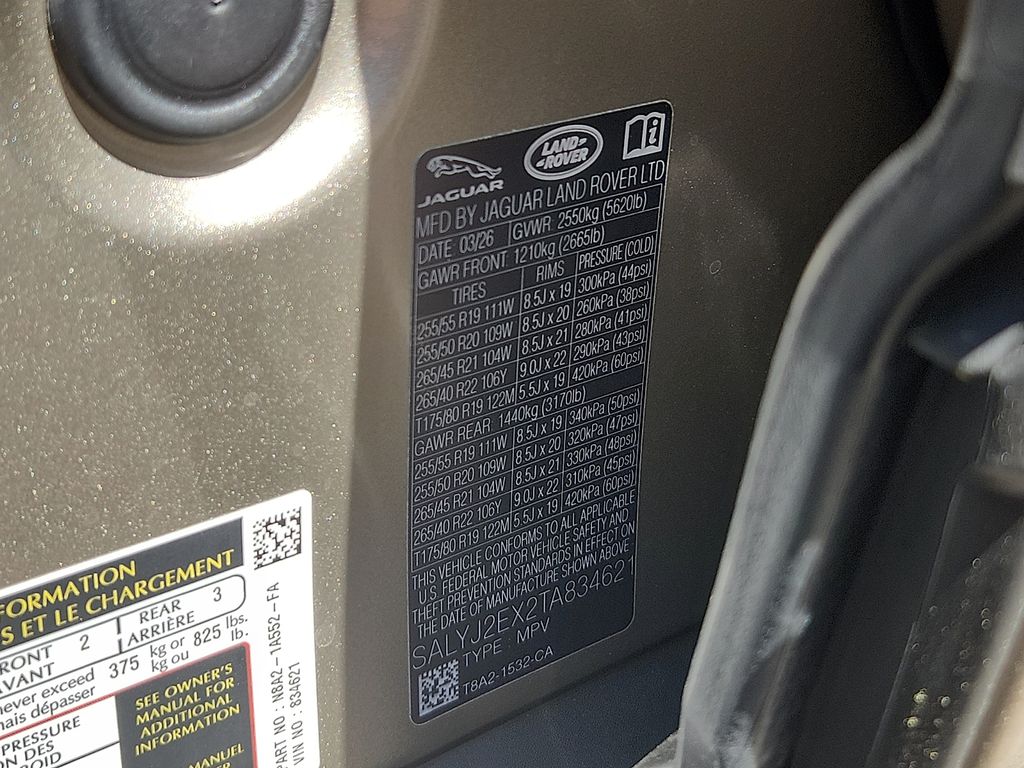 JAGUAR
LAND ROVER
MFD BY JAGUAR LAND ROVER LTD
DATE 03/26 GVWR 2550kg (5620lb)
GAWR FRONT 1210kg (2665lb)
TIRES RIMS PRESSURE (COLD)
255/55 R19 111W 8.5J x 19 300kPa (44psi)
255/50 R20 109W 8.5J x 20 260kPa (38psi)
265/45 R21 104W 8.5J x 21 280kPa (41psi)
265/40 R22 106Y 9.0J x 22 290kPa (43psi)
T175/80 R19 122M 5.5J x 19 420kPa (60psi)
GAWR REAR 1440kg (3170lb)
255/55 R19 111W 8.5J x 19 340kPa (50psi)
255/50 R20 109W 8.5J x 20 320kPa (47psi)
265/45 R21 104W 8.5J x 21 330kPa (48psi)
265/40 R22 106Y 9.0J x 22 310kPa (45psi)
T175/80 R19 122M 5.5J x 19 420kPa (60psi)
THIS VEHICLE CONFORMS TO ALL APPLICABLE
U.S. FEDERAL MOTOR VEHICLE SAFETY AND
THEFT PREVENTION STANDARDS IN EFFECT ON
THE DATE OF MANUFACTURE SHOWN ABOVE
SALYJ2EX2TA834621
TYPE: MPV
T8A2-1532-CA
FORMATION
S ET LE CHARGEMENT
RONT 2 REAR 3
AVANT ARRIÈRE
never exceed 375 kg or 825 lbs.
mais dépasser kg ou lb.
PRESSURE
ON DES
ROID
SEE OWNER'S
MANUAL FOR
ADDITIONAL
INFORMATION
MANUEL
PART NO: N8A2-1A552-FA
VIN NO: 834621